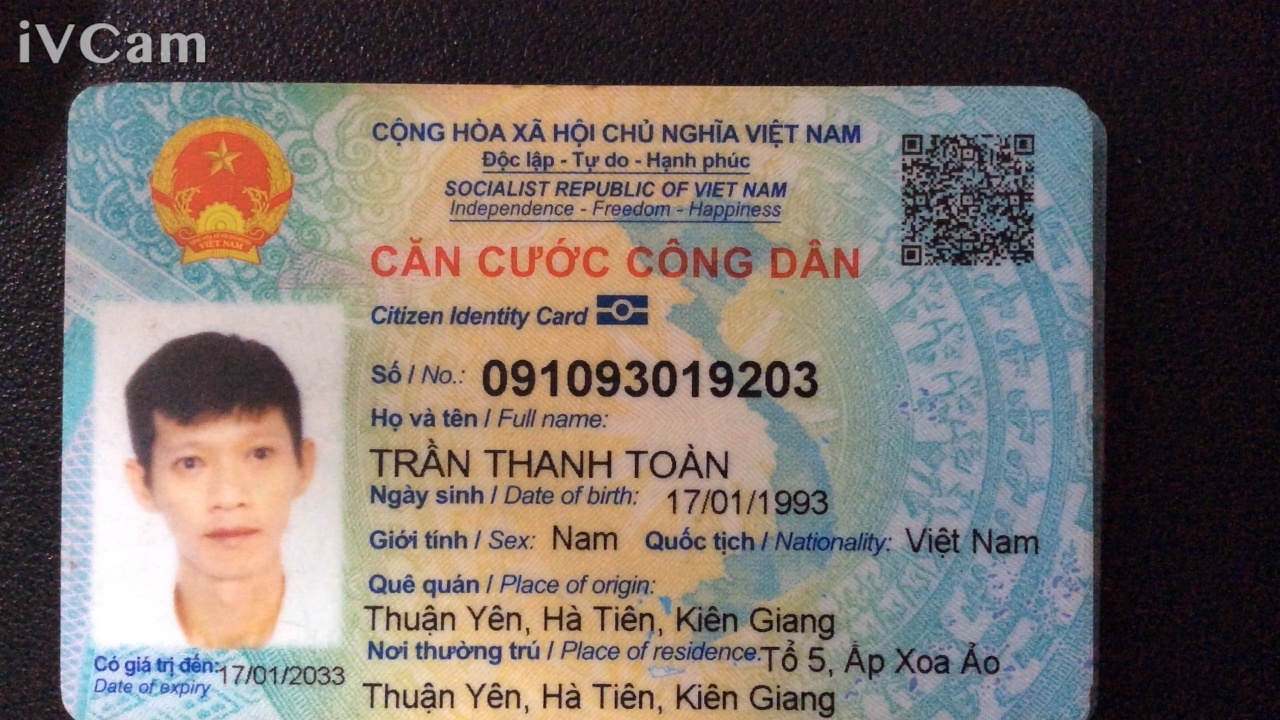 iVCam
CỘNG HÒA XÃ HỘI CHỦ NGHĨA VIỆT NAM
Độc lập - Tự do - Hạnh phúc
SOCIALIST REPUBLIC OF VIET NAM
Independence - Freedom - Happiness
CĂN CƯỚC CÔNG DÂN
Citizen Identity Card
Số / No.: 091093019203
Họ và tên / Full name:
TRẦN THANH TOÀN
Ngày sinh / Date of birth: 17/01/1993
Giới tính / Sex: Nam Quốc tịch / Nationality: Việt Nam
Quê quán / Place of origin:
Thuận Yên, Hà Tiên, Kiên Giang
Nơi thường trú / Place of residence: Tổ 5, Ấp Xoa Ảo
Thuận Yên, Hà Tiên, Kiên Giang
Có giá trị đến: 17/01/2033
Date of expiry
VIỆT NAM